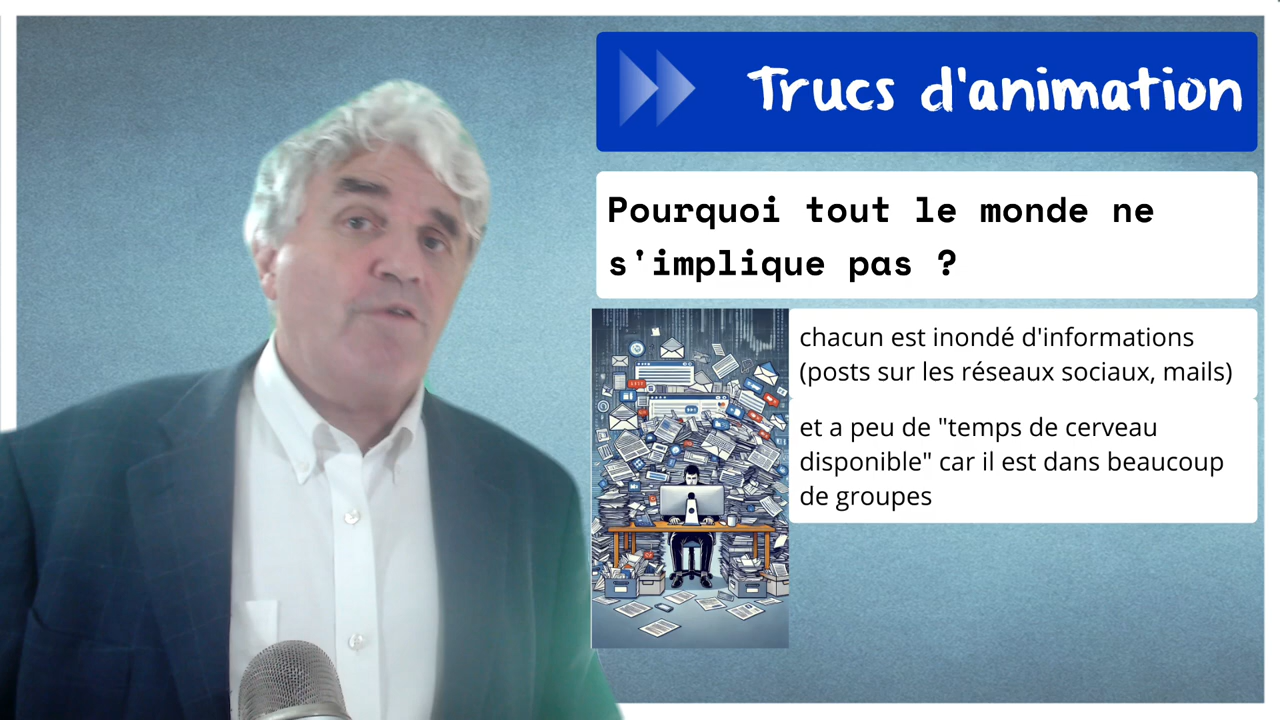 Trucs d'animation
Pourquoi tout le monde ne
s'implique pas ?
chacun est inondé d'informations
(posts sur les réseaux sociaux, mails)
et a peu de "temps de cerveau
disponible" car il est dans beaucoup
de groupes